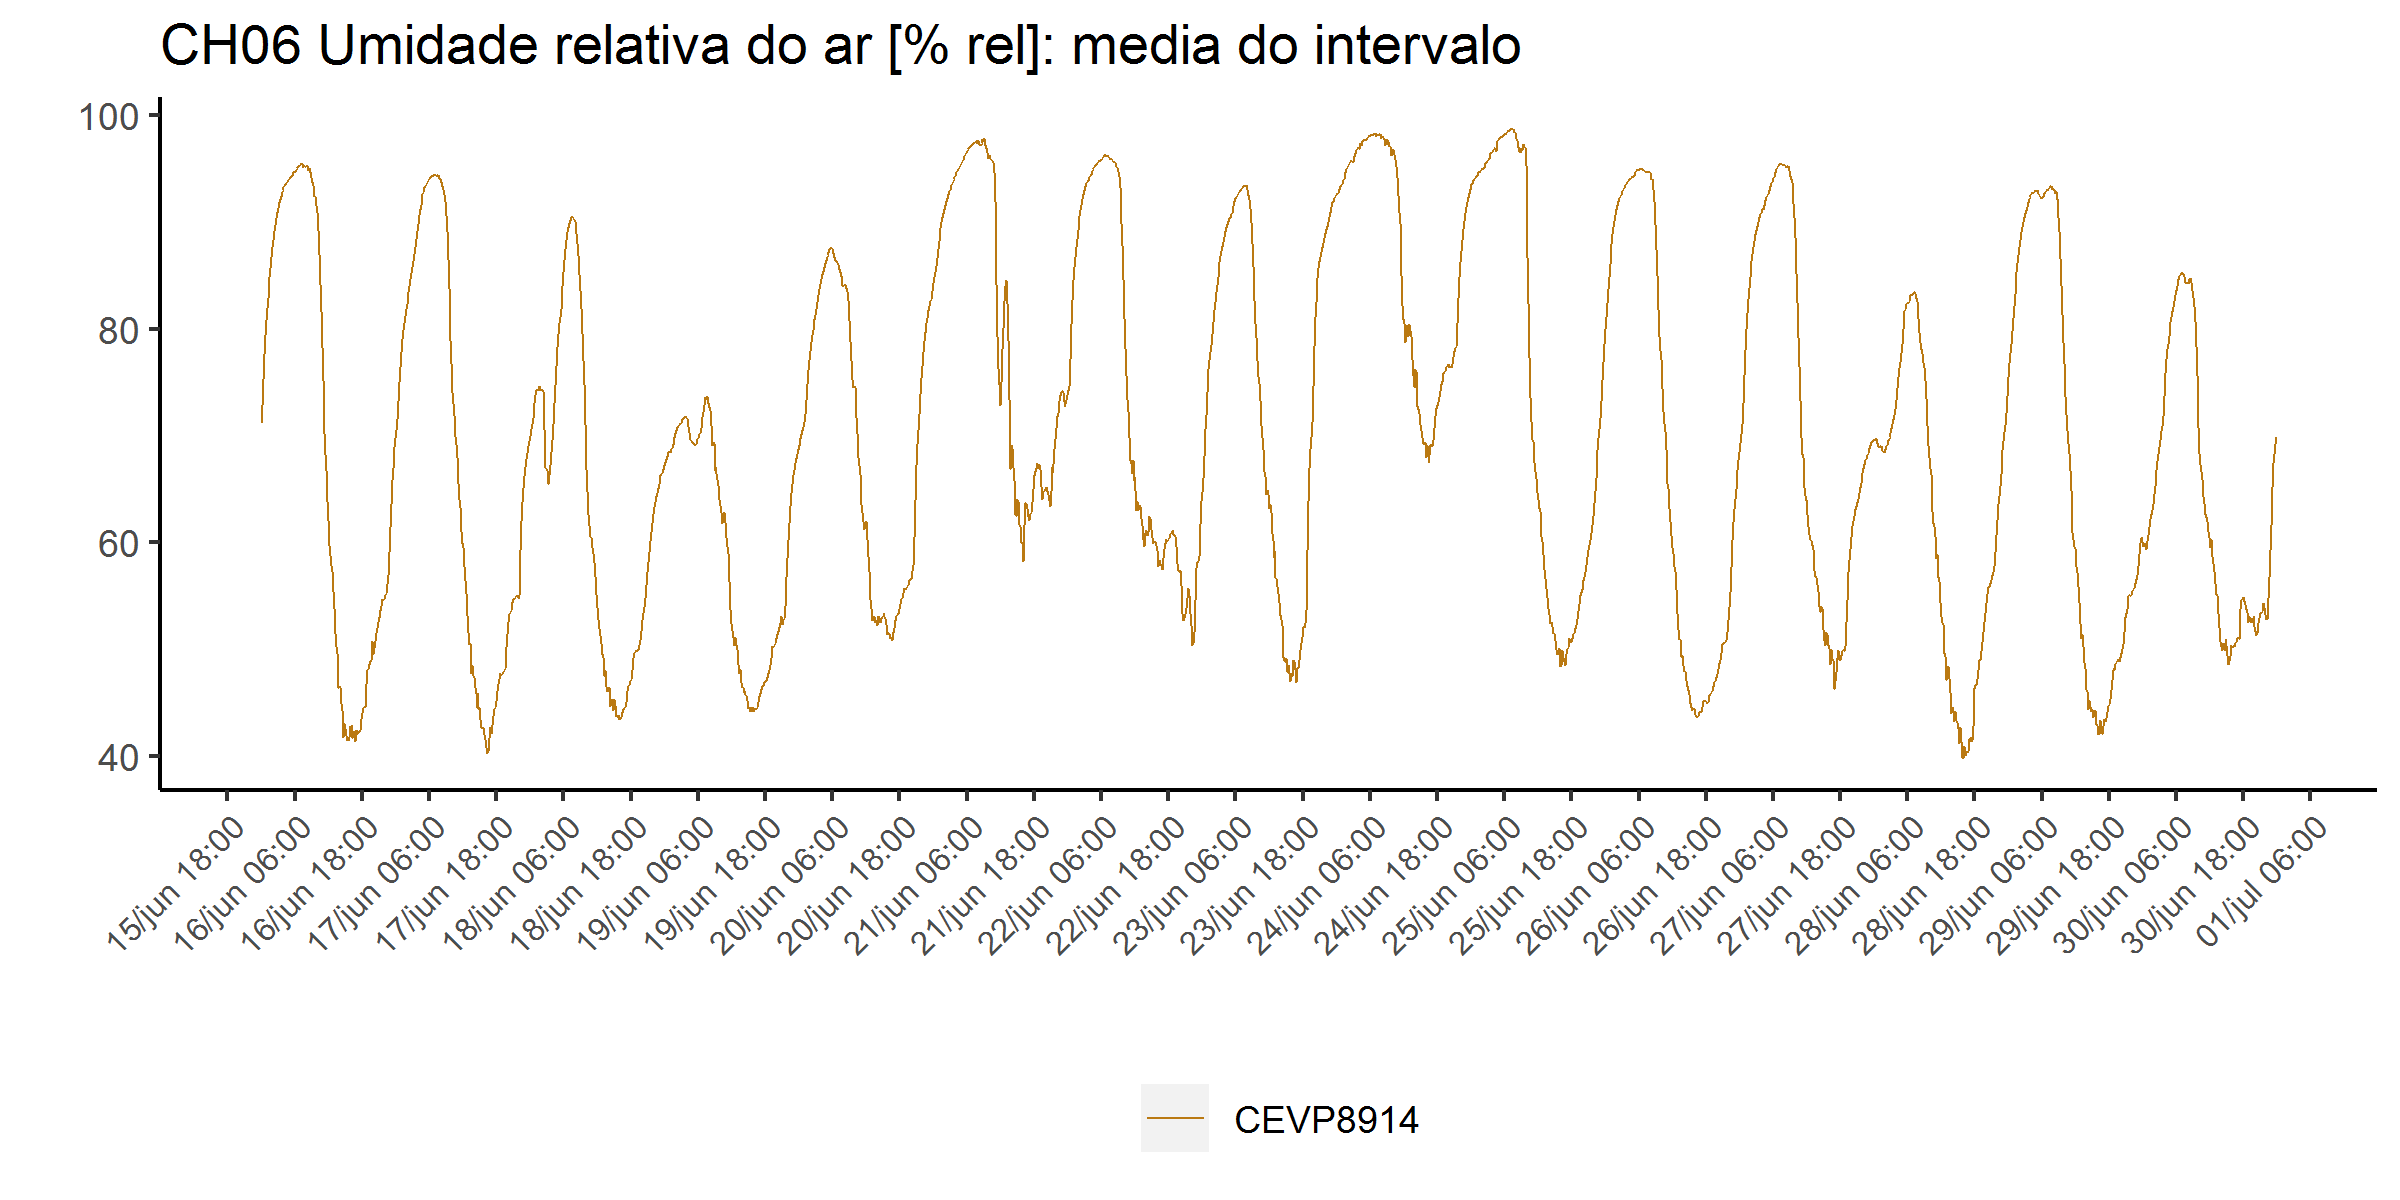 CH06 Umidade relativa do ar [% rel]: media do intervalo
100
80
60
40
15/jun 18:00
16/jun 06:00
16/jun 18:00
17/jun 06:00
17/jun 18:00
18/jun 06:00
18/jun 18:00
19/jun 06:00
19/jun 18:00
20/jun 06:00
20/jun 18:00
21/jun 06:00
21/jun 18:00
22/jun 06:00
22/jun 18:00
23/jun 06:00
23/jun 18:00
24/jun 06:00
24/jun 18:00
25/jun 06:00
25/jun 18:00
26/jun 06:00
26/jun 18:00
27/jun 06:00
27/jun 18:00
28/jun 06:00
28/jun 18:00
29/jun 06:00
29/jun 18:00
30/jun 06:00
30/jun 18:00
01/jul 06:00
CEVP8914